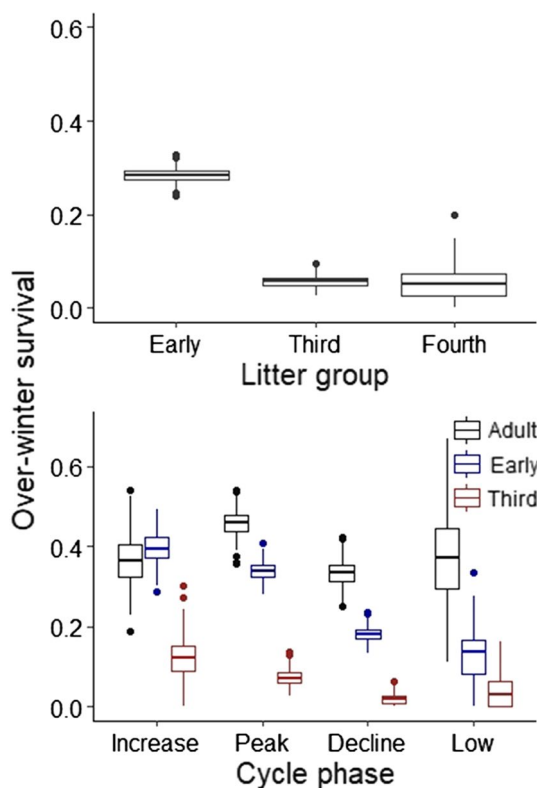 0.6
0.4
0.2
0.0
Early Third Fourth
Litter group
Over-winter survival
Adult
Early
Third
0.6
0.4
0.2
0.0
Increase Peak Decline Low
Cycle phase